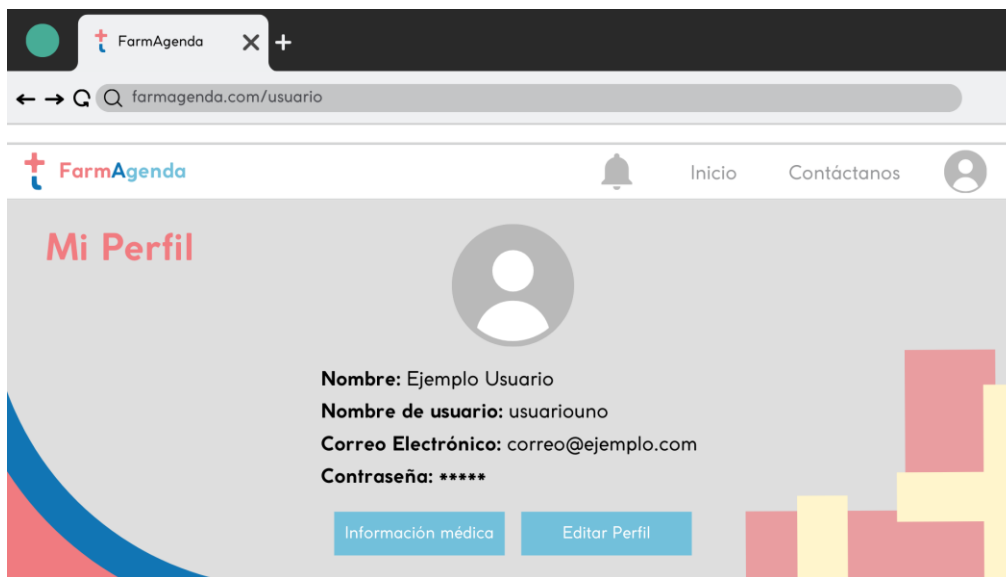 FarmAgenda
farmagenda.com/usuario
FarmAgenda
Inicio
Contáctanos
Mi Perfil
Nombre: Ejemplo Usuario
Nombre de usuario: usuariouno
Correo Electrónico: correo@ejemplo.com
Contraseña: *****
Información médica
Editar Perfil